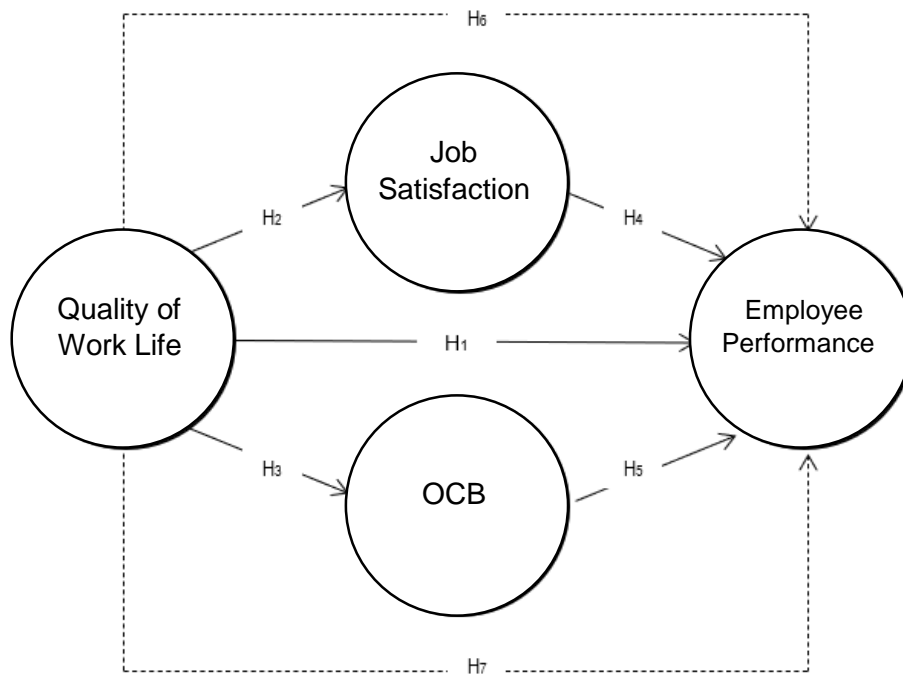 H6
Job
Satisfaction
H2
H4
Quality of
Work Life
H1
Employee
Performance
H3
OCB
H5
H7